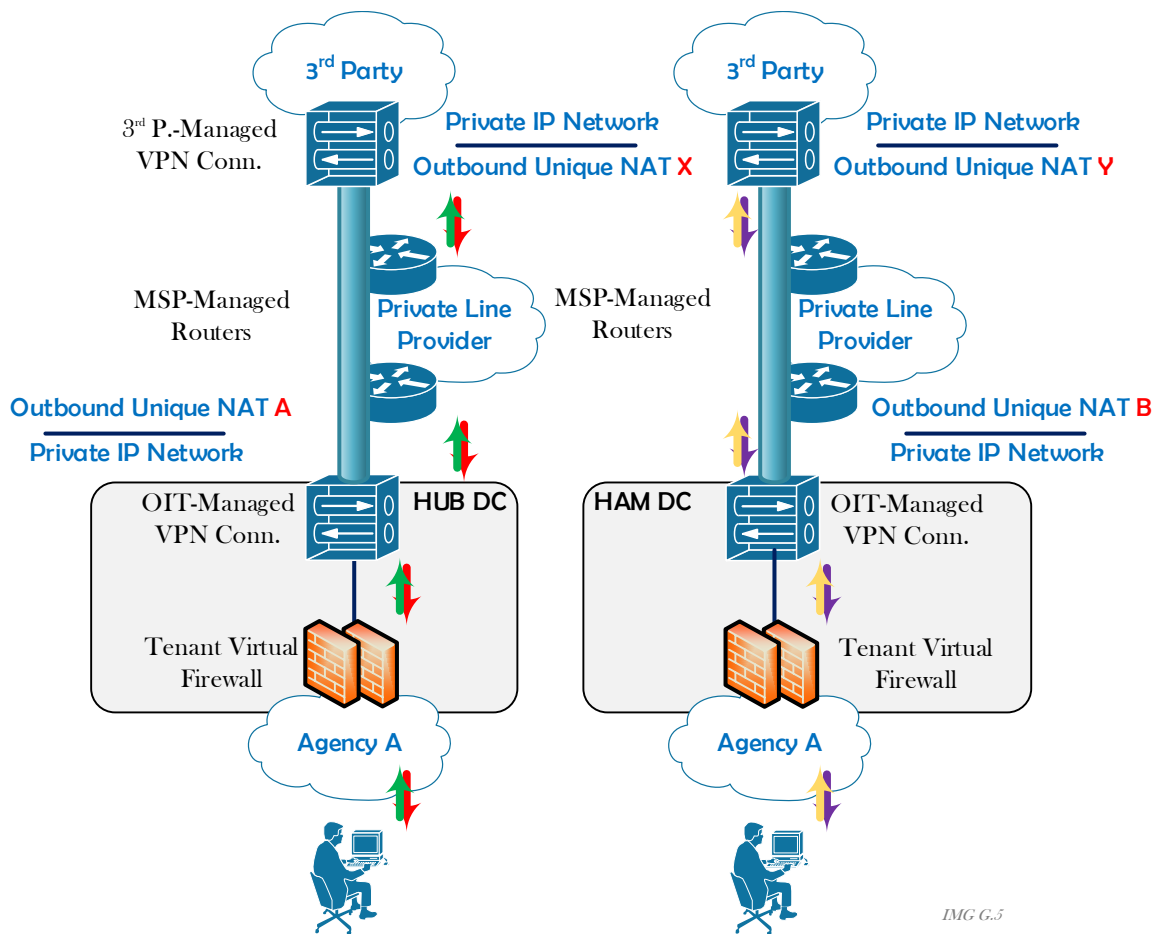 3rd Party
3rd P.-Managed
VPN Conn.
Private IP Network
Outbound Unique NAT X
MSP-Managed
Routers
Private Line
Provider
Outbound Unique NAT A
Private IP Network
OIT-Managed
VPN Conn.
HUB DC
Tenant Virtual
Firewall
Agency A
3rd Party
Private IP Network
Outbound Unique NAT Y
MSP-Managed
Routers
Private Line
Provider
Outbound Unique NAT B
Private IP Network
HAM DC
OIT-Managed
VPN Conn.
Tenant Virtual
Firewall
Agency A
IMG G.5